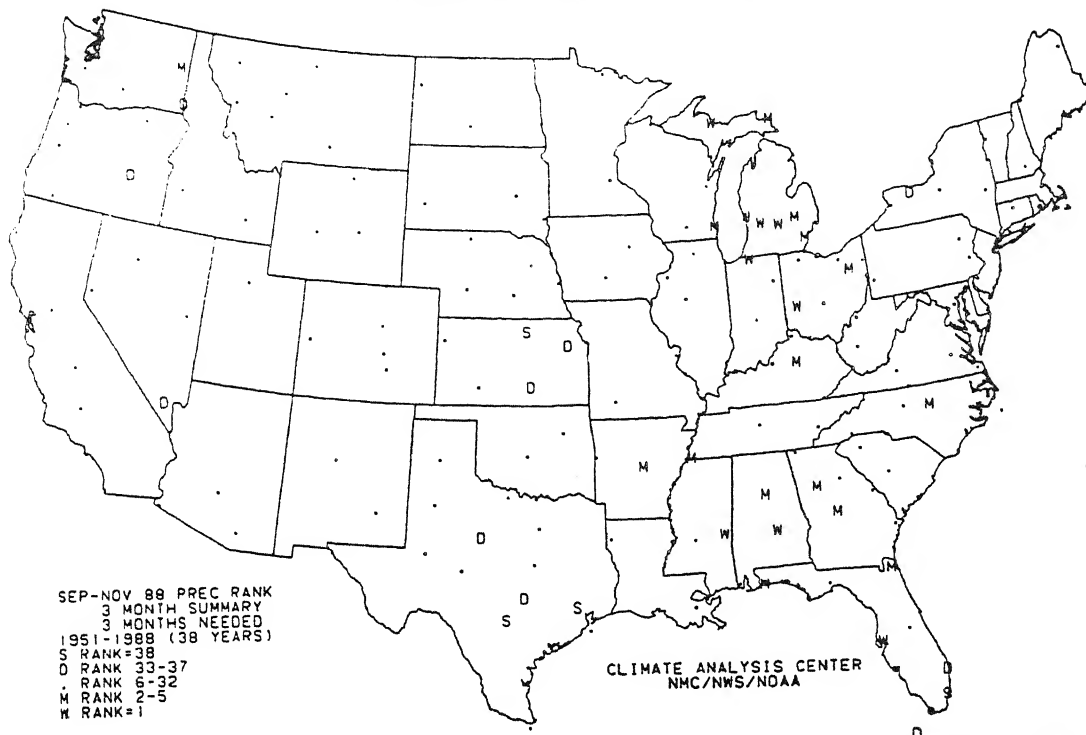 SEP-NOV 88 PREC RANK
3 MONTH SUMMARY
3 MONTHS NEEDED
1951-1988 (38 YEARS)
S RANK=38
D RANK 33-37
. RANK 6-32
M RANK 2-5
W RANK=1
CLIMATE ANALYSIS CENTER
NMC/NWS/NOAA